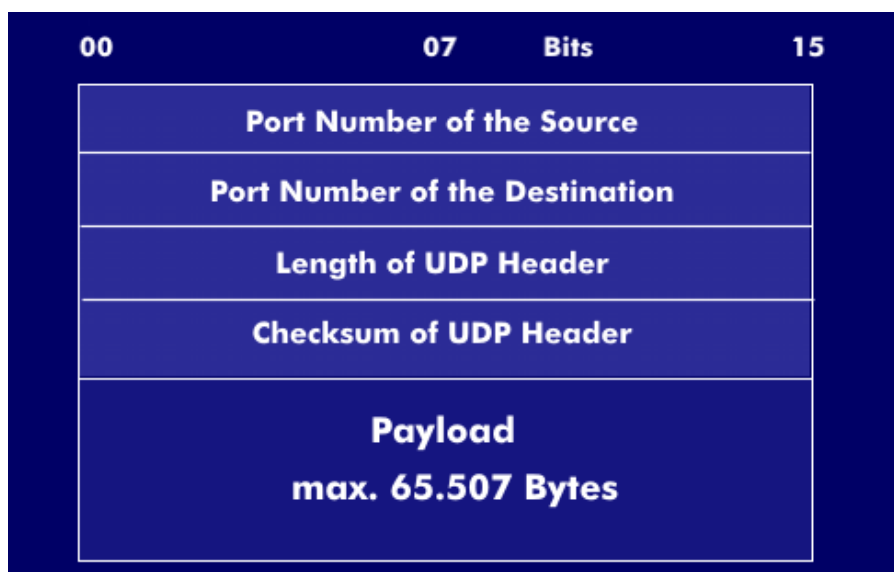 00 07 Bits 15
Port Number of the Source
Port Number of the Destination
Length of UDP Header
Checksum of UDP Header
Payload
max. 65.507 Bytes